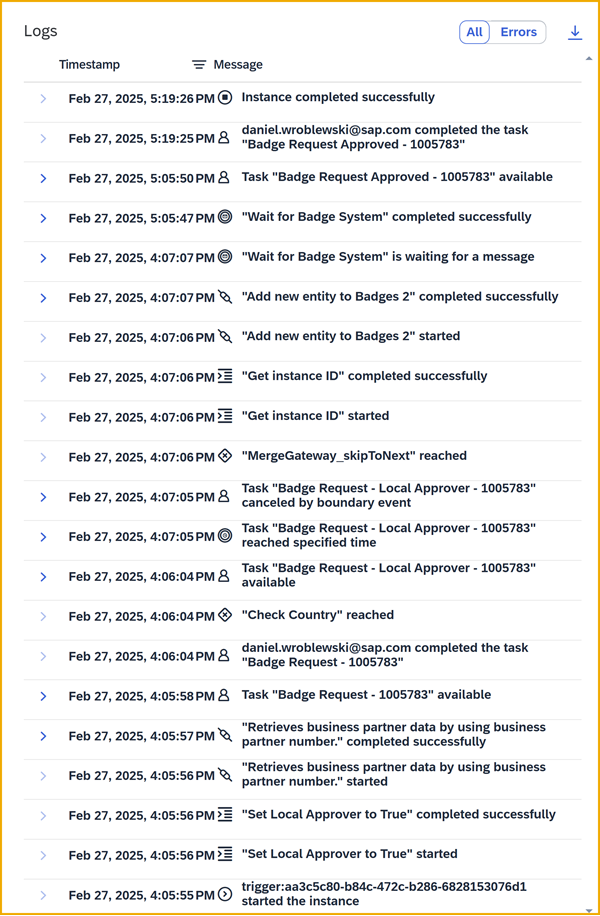 Logs
All Errors
Timestamp Message
Feb 27, 2025, 5:19:26 PM Instance completed successfully
Feb 27, 2025, 5:19:25 PM daniel.wroblewski@sap.com completed the task
"Badge Request Approved - 1005783"
Feb 27, 2025, 5:05:50 PM Task "Badge Request Approved - 1005783" available
Feb 27, 2025, 5:05:47 PM "Wait for Badge System" completed successfully
Feb 27, 2025, 4:07:07 PM "Wait for Badge System" is waiting for a message
Feb 27, 2025, 4:07:07 PM "Add new entity to Badges 2" completed successfully
Feb 27, 2025, 4:07:06 PM "Add new entity to Badges 2" started
Feb 27, 2025, 4:07:06 PM "Get instance ID" completed successfully
Feb 27, 2025, 4:07:06 PM "Get instance ID" started
Feb 27, 2025, 4:07:06 PM "MergeGateway_skipToNext" reached
Feb 27, 2025, 4:07:05 PM Task "Badge Request - Local Approver - 1005783"
canceled by boundary event
Feb 27, 2025, 4:07:05 PM Task "Badge Request - Local Approver - 1005783"
reached specified time
Feb 27, 2025, 4:06:04 PM Task "Badge Request - Local Approver - 1005783"
available
Feb 27, 2025, 4:06:04 PM "Check Country" reached
Feb 27, 2025, 4:06:04 PM daniel.wroblewski@sap.com completed the task
"Badge Request - 1005783"
Feb 27, 2025, 4:05:58 PM Task "Badge Request - 1005783" available
Feb 27, 2025, 4:05:57 PM "Retrieves business partner data by using business
partner number." completed successfully
Feb 27, 2025, 4:05:56 PM "Retrieves business partner data by using business
partner number." started
Feb 27, 2025, 4:05:56 PM "Set Local Approver to True" completed successfully
Feb 27, 2025, 4:05:56 PM "Set Local Approver to True" started
Feb 27, 2025, 4:05:55 PM trigger:aa3c5c80-b84c-472c-b286-6828153076d1
started the instance